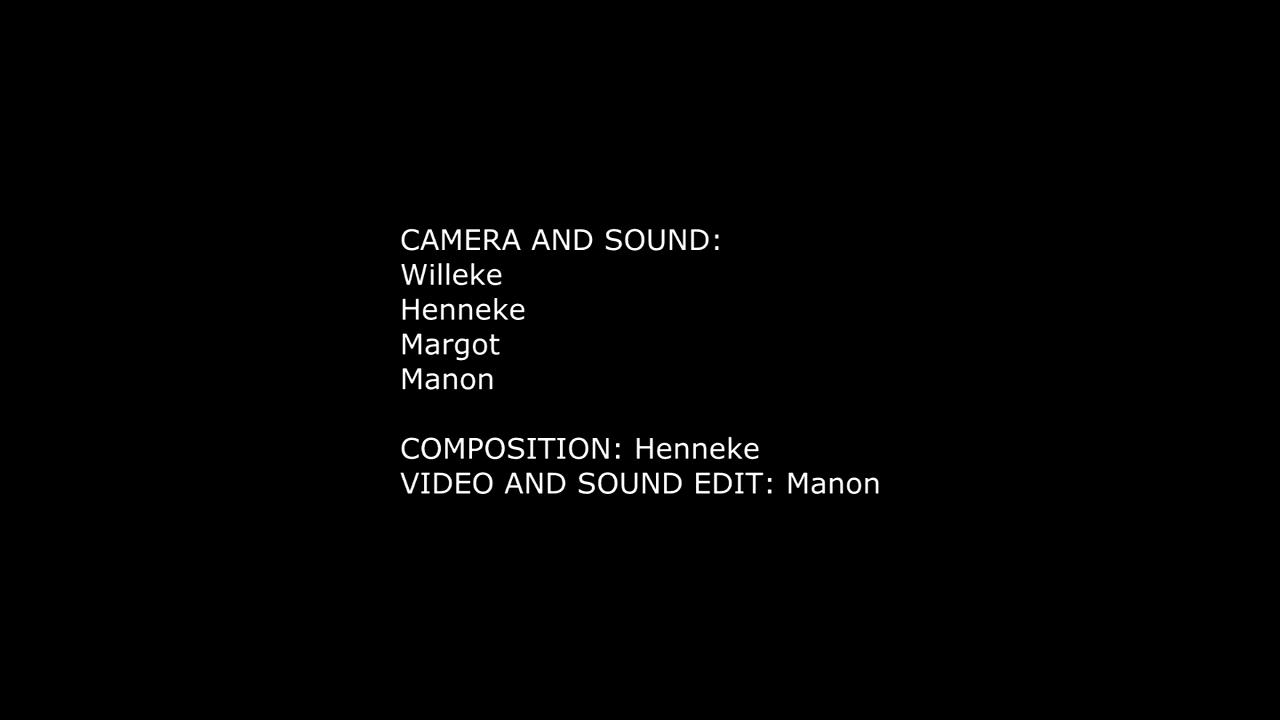 CAMERA AND SOUND:
Willeke
Henneke
Margot
Manon
COMPOSITION: Henneke
VIDEO AND SOUND EDIT: Manon